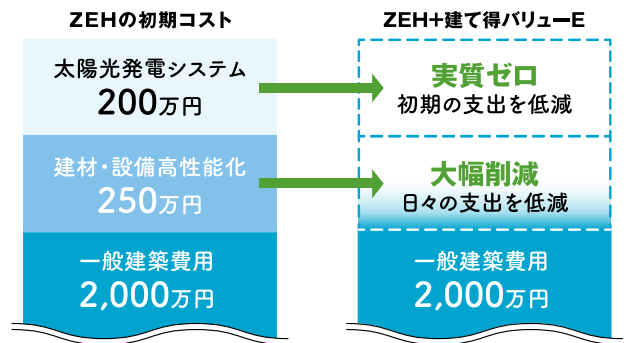 ZEHの初期コスト
太陽光発電システム
200万円
建材・設備高性能化
250万円
一般建築費用
2,000万円
ZEH+建て得バリューE
実質ゼロ
初期の支出を低減
大幅削減
日々の支出を低減
一般建築費用
2,000万円